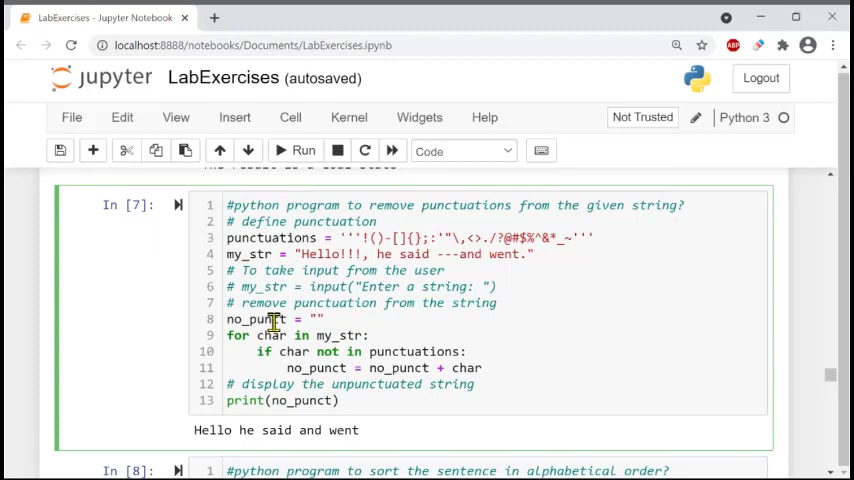 LabExercises - Jupyter Notebook
localhost:8888/notebooks/Documents/LabExercises.ipynb
ABP
jupyter LabExercises (autosaved)
Logout
File Edit View Insert Cell Kernel Widgets Help
Not Trusted
Python 3
Run
Code
In [7]:
1 #python program to remove punctuations from the given string?
2 # define punctuation
3 punctuations = '''!()-[]{};:'"\,<>./?@#$%^&*_~'''
4 my_str = "Hello!!!, he said ---and went."
5 # To take input from the user
6 # my_str = input("Enter a string: ")
7 # remove punctuation from the string
8 no_punct = ""
9 for char in my_str:
10 if char not in punctuations:
11 no_punct = no_punct + char
12 # display the unpunctuated string
13 print(no_punct)
Hello he said and went
In [8]:
1 #python program to sort the sentence in alphabetical order?